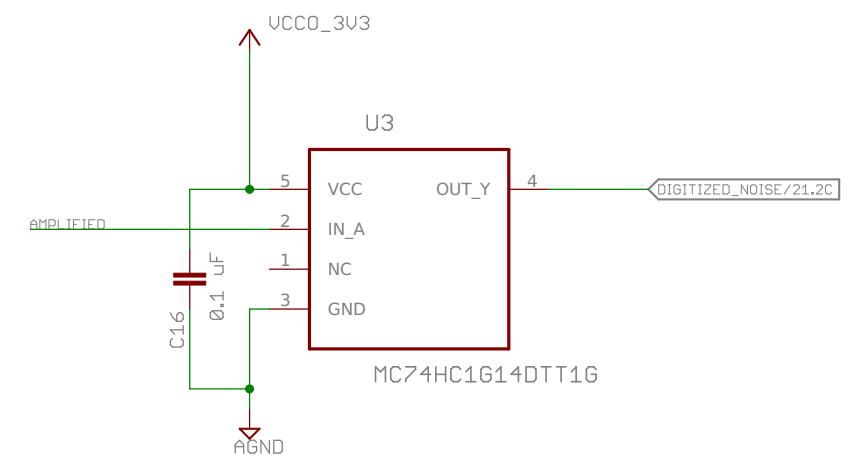 VCCO_3V3
U3
5 VCC OUT_Y 4
DIGITIZED_NOISE/21.2C
AMPLIFIED
2 IN_A
1 NC
3 GND
0.1 uF
C16
MC74HC1G14DTT1G
AGND